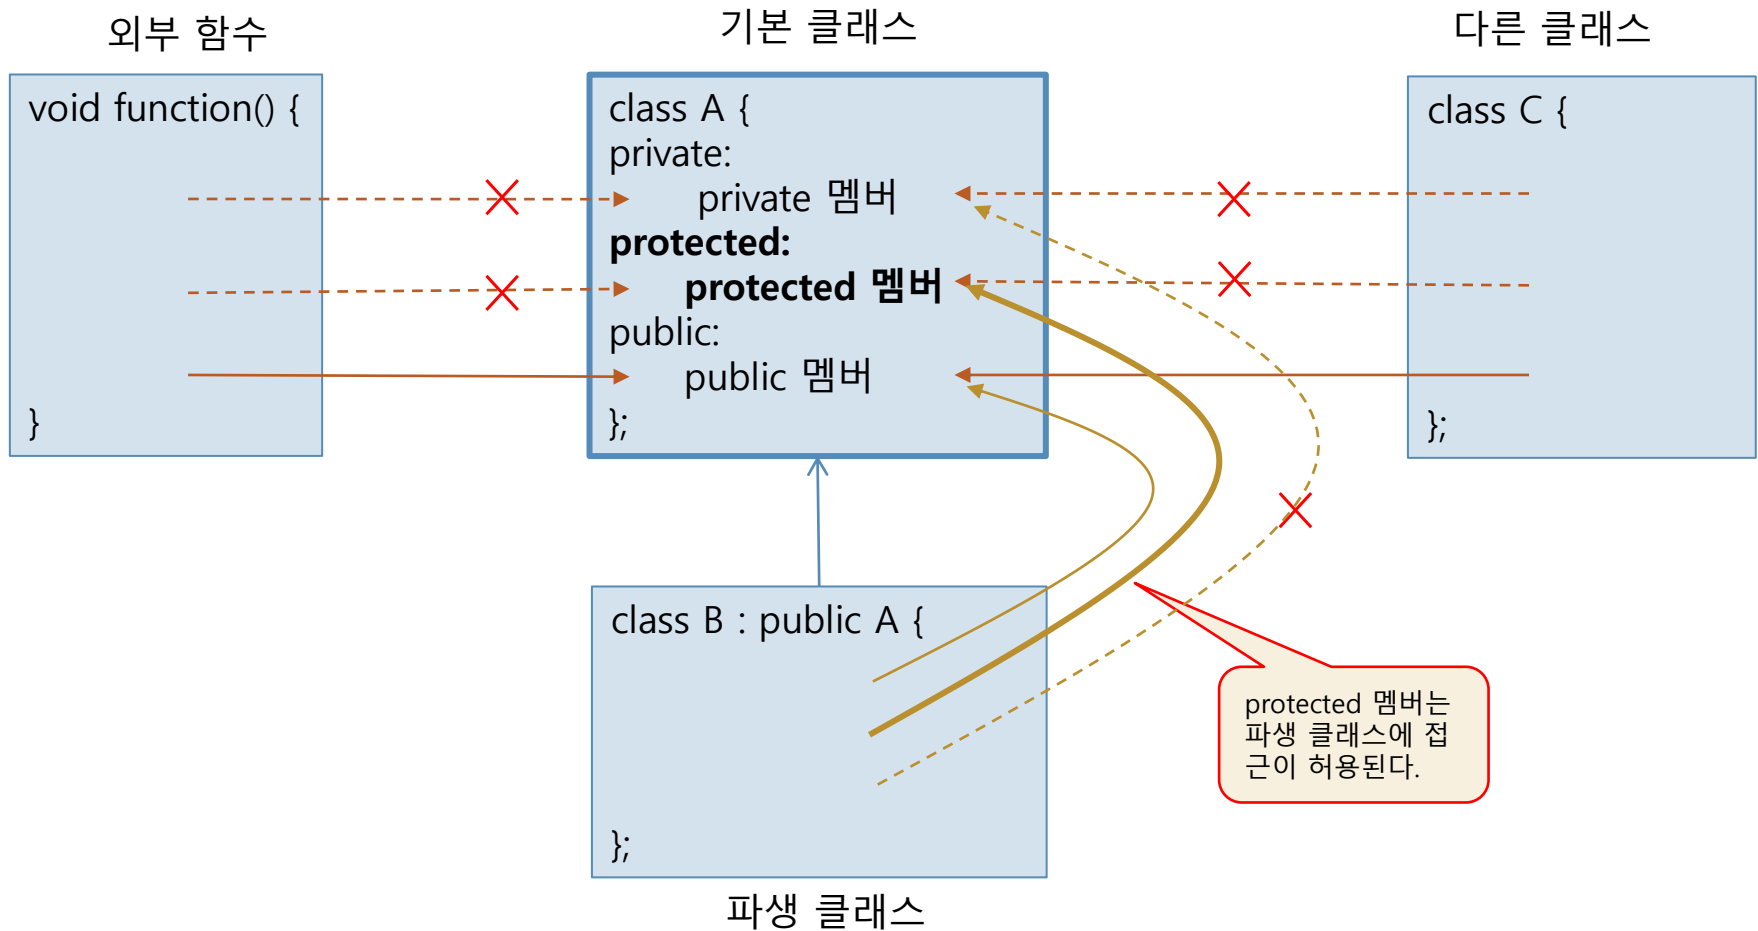 외부 함수
기본 클래스
다른 클래스
void function() {
}
class A {
private:
private 멤버
protected:
protected 멤버
public:
public 멤버
};
class C {
};
class B : public A {
};
파생 클래스
protected 멤버는
파생 클래스에 접
근이 허용된다.